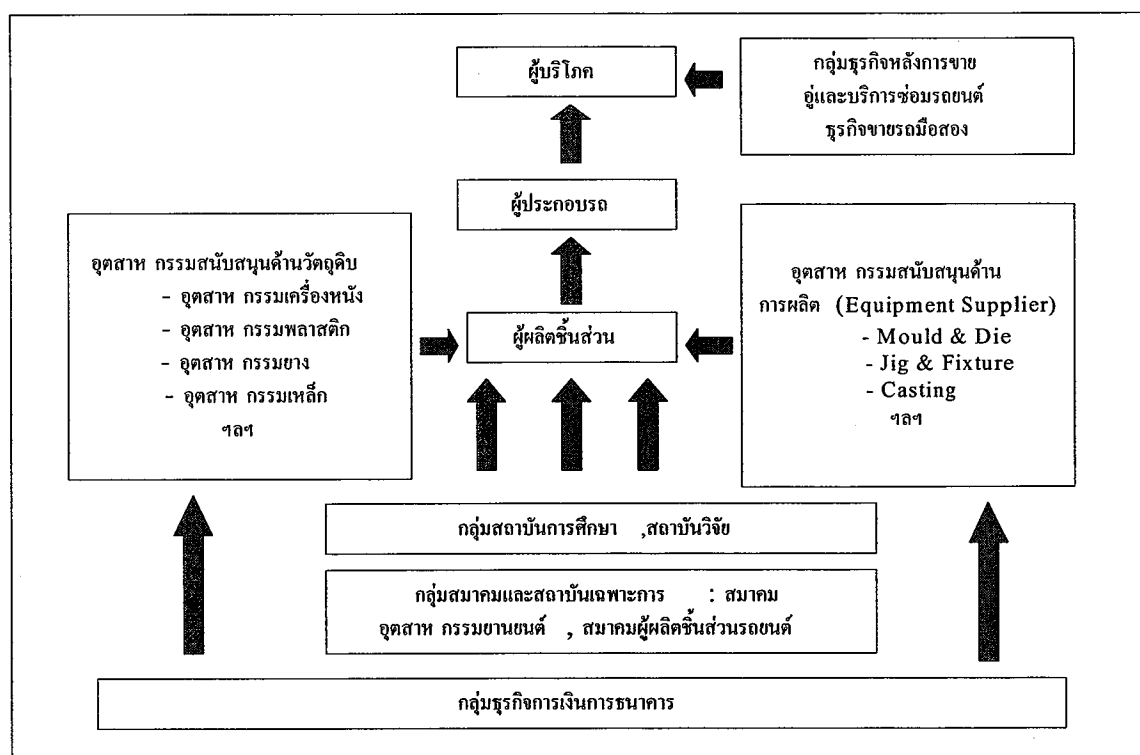 ผู้บริโภค
กลุ่มธุรกิจหลังการขาย
อู่และบริการซ่อมรถยนต์
ธุรกิจขายรถมือสอง
ผู้ประกอบรถ
อุตสาห กรรมสนับสนุนด้านวัตถุดิบ
- อุตสาห กรรมเครื่องหนัง
- อุตสาห กรรมพลาสติก
- อุตสาห กรรมยาง
- อุตสาห กรรมเหล็ก
ฯลฯ
ผู้ผลิตชิ้นส่วน
อุตสาห กรรมสนับสนุนด้าน
การผลิต (Equipment Supplier)
- Mould & Die
- Jig & Fixture
- Casting
ฯลฯ
กลุ่มสถาบันการศึกษา ,สถาบันวิจัย
กลุ่มสมาคมและสถาบันเฉพาะการ : สมาคม
อุตสาห กรรมยานยนต์ , สมาคมผู้ผลิตชิ้นส่วนรถยนต์
กลุ่มธุรกิจการเงินการธนาคาร